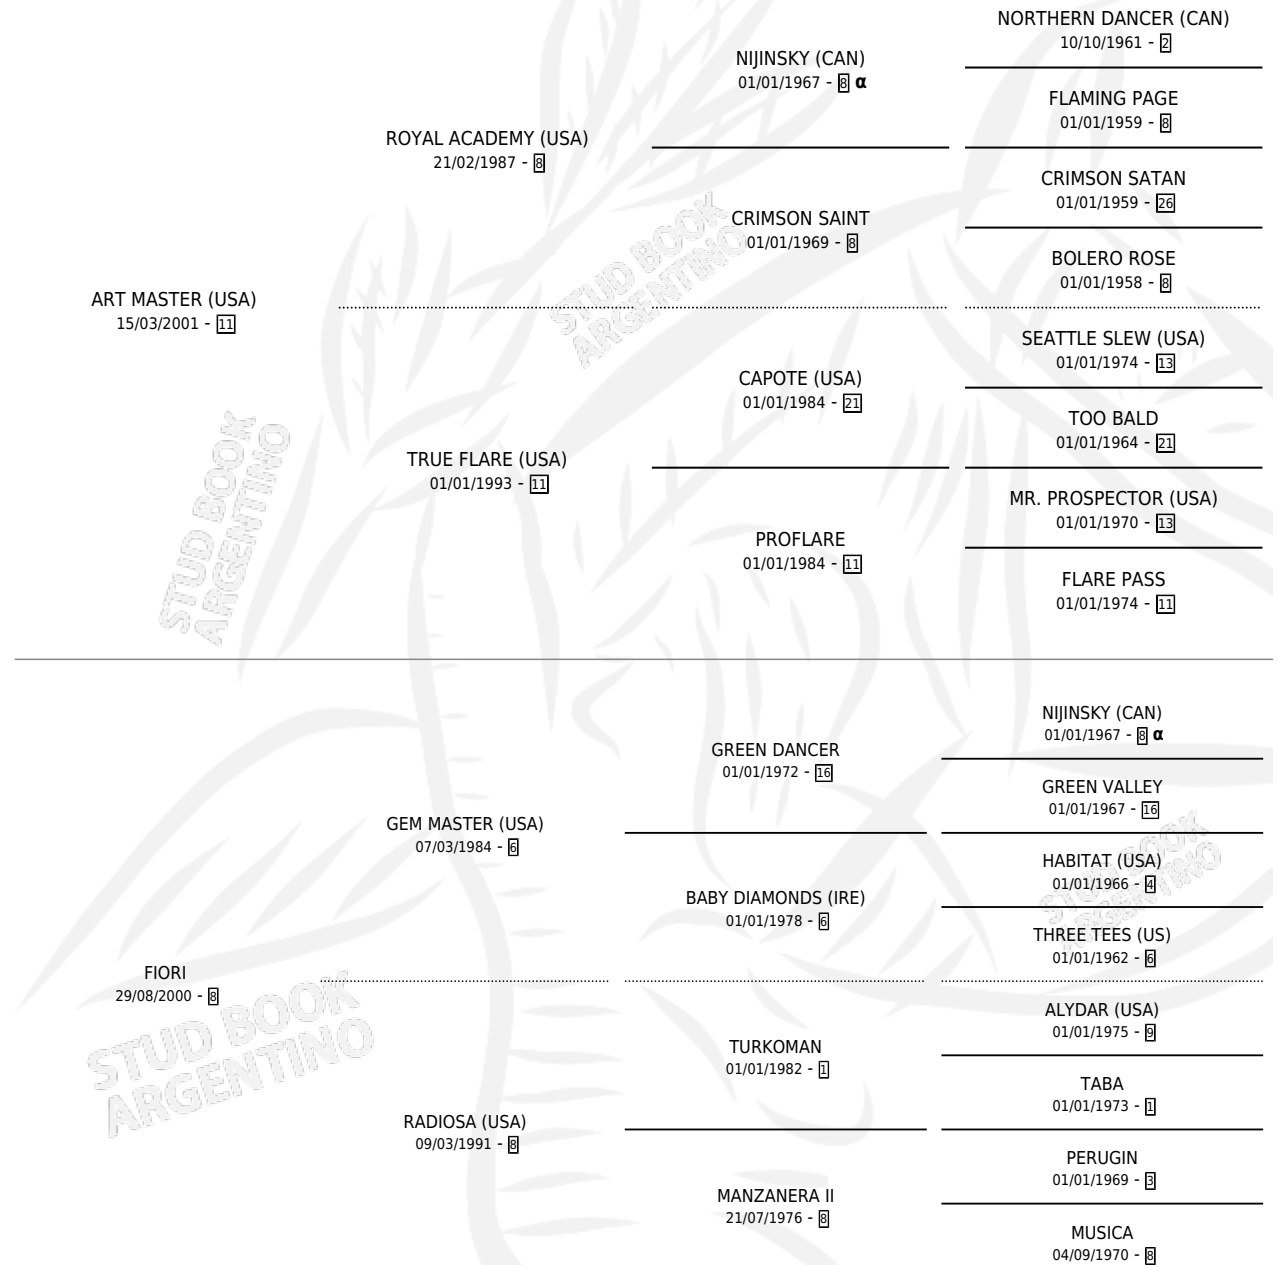 NORTHERN DANCER (CAN)
10/10/1961 - 2
NIJINSKY (CAN)
01/01/1967 - 8 α
FLAMING PAGE
01/01/1959 - 8
ROYAL ACADEMY (USA)
21/02/1987 - 8
CRIMSON SATAN
01/01/1959 - 26
CRIMSON SAINT
01/01/1969 - 8
BOLERO ROSE
01/01/1958 - 8
STUD BOOK
ARGENTINO
ART MASTER (USA)
15/03/2001 - 11
SEATTLE SLEW (USA)
01/01/1974 - 13
CAPOTE (USA)
01/01/1984 - 21
TOO BALD
01/01/1964 - 21
TRUE FLARE (USA)
01/01/1993 - 11
MR. PROSPECTOR (USA)
01/01/1970 - 13
PROFLARE
01/01/1984 - 11
FLARE PASS
01/01/1974 - 11
STUD BOOK
ARGENTINO
NIJINSKY (CAN)
01/01/1967 - 8 α
GREEN DANCER
01/01/1972 - 16
GREEN VALLEY
01/01/1967 - 16
GEM MASTER (USA)
07/03/1984 - 6
HABITAT (USA)
01/01/1966 - 4
BABY DIAMONDS (IRE)
01/01/1978 - 6
THREE TEES (US)
01/01/1962 - 6
STUD BOOK
ARGENTINO
FIORI
29/08/2000 - 8
ALYDAR (USA)
01/01/1975 - 9
TURKOMAN
01/01/1982 - 1
TABA
01/01/1973 - 1
RADIOSA (USA)
09/03/1991 - 8
PERUGIN
01/01/1969 - 3
MANZANERA II
21/07/1976 - 8
MUSICA
04/09/1970 - 8
STUD BOOK
ARGENTINO